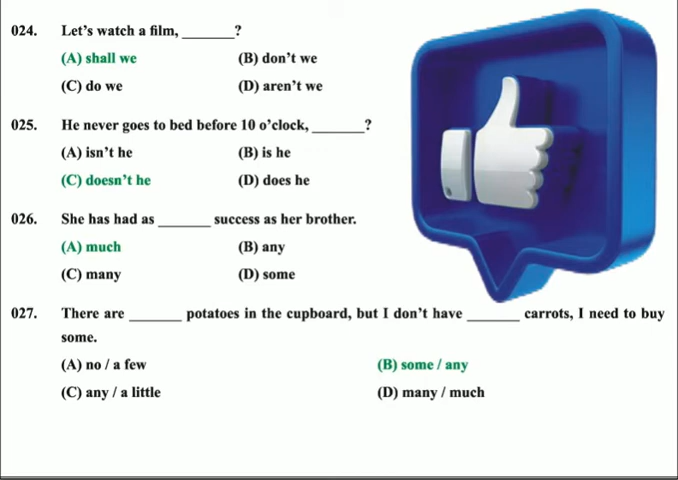 024. Let's watch a film, ______?
(A) shall we (B) don't we
(C) do we (D) aren't we
025. He never goes to bed before 10 o'clock, ______?
(A) isn't he (B) is he
(C) doesn't he (D) does he
026. She has had as ______ success as her brother.
(A) much (B) any
(C) many (D) some
027. There are ______ potatoes in the cupboard, but I don't have ______ carrots, I need to buy
some.
(A) no / a few (B) some / any
(C) any / a little (D) many / much